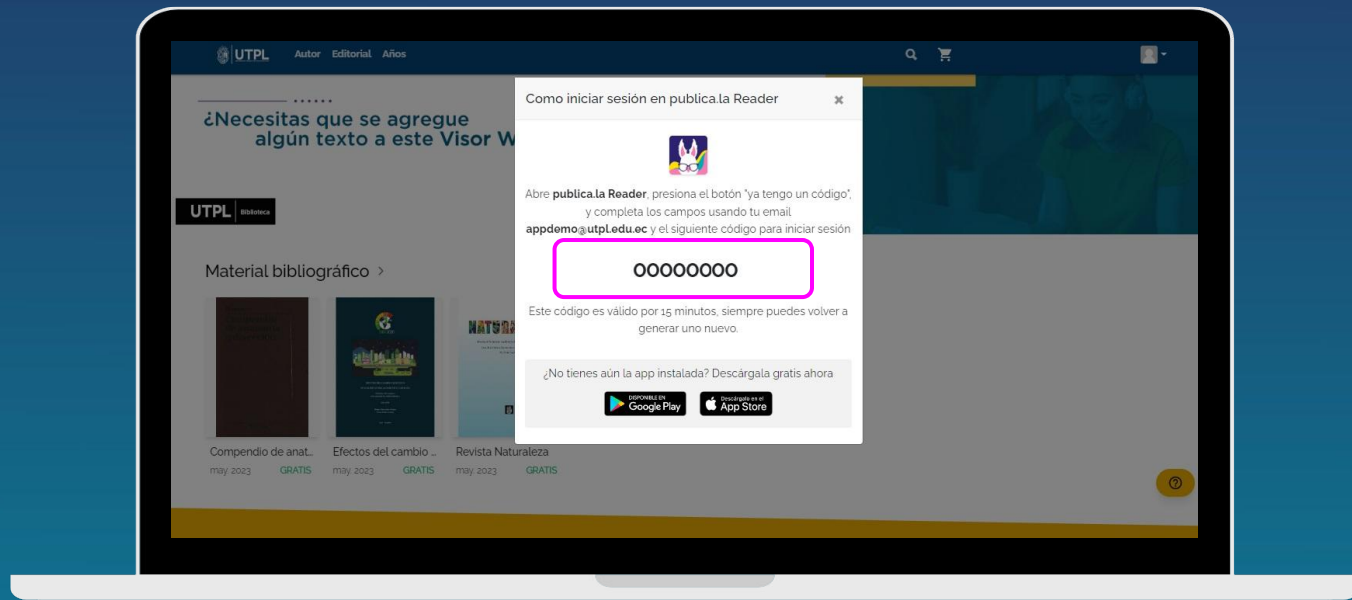 UTPL Autor Editorial Años
¿Necesitas que se agregue
algún texto a este Visor W
UTPL Biblioteca
Material bibliográfico >
Compendio de anat...
may. 2023 GRATIS
Efectos del cambio ...
may. 2023 GRATIS
Revista Naturaleza
may. 2023 GRATIS
Como iniciar sesión en publica.la Reader ×
Abre publica.la Reader, presiona el botón "ya tengo un código",
y completa los campos usando tu email
appdemo@utpl.edu.ec y el siguiente código para iniciar sesión
00000000
Este código es válido por 15 minutos, siempre puedes volver a
generar uno nuevo.
¿No tienes aún la app instalada? Descárgala gratis ahora
DISPONIBLE EN
Google Play
Descárgalo en el
App Store